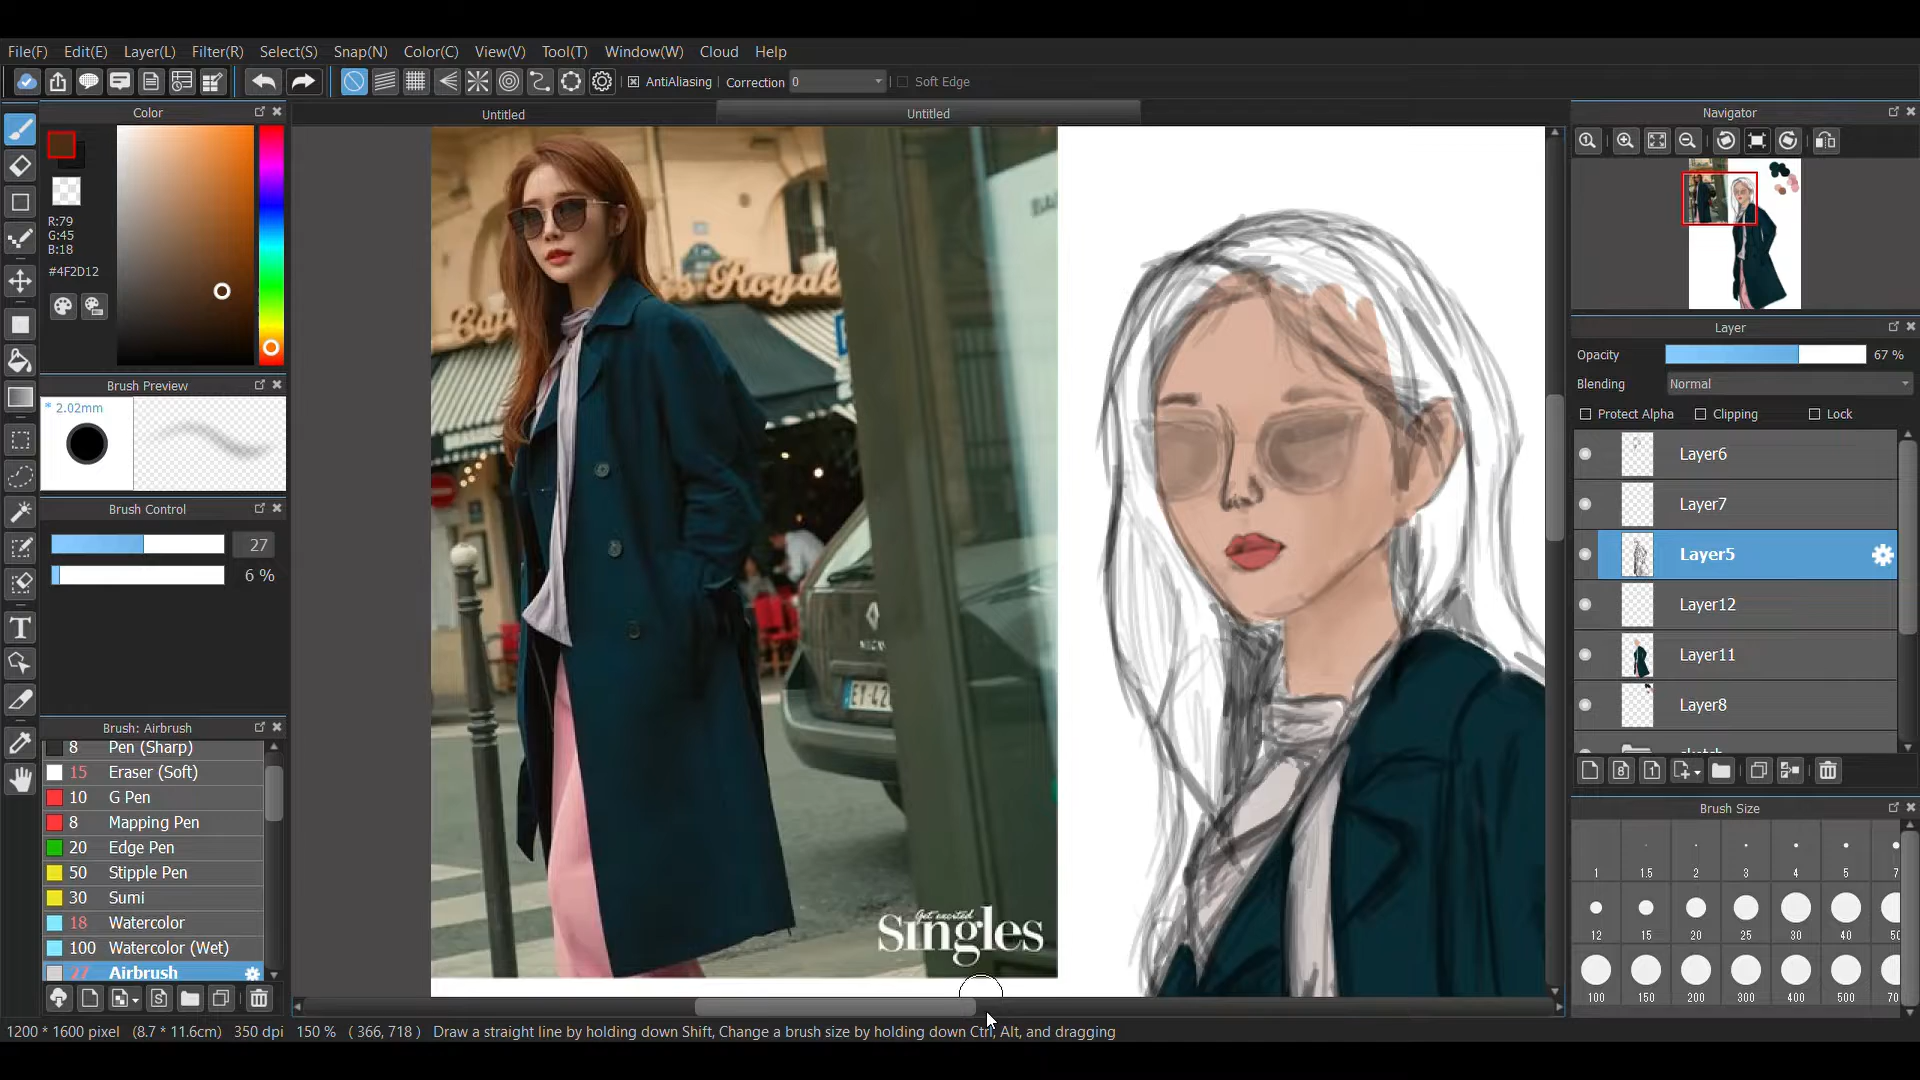 File(F) Edit(E) Layer(L) Filter(R) Select(S) Snap(N) Color(C) View(V) Tool(T) Window(W) Cloud Help
AntiAliasing Correction 0 Soft Edge
Color
R:79
G:45
B:18
#4F2D12
Brush Preview
* 2.02mm
Brush Control
27
6 %
Brush: Airbrush
8 Pen (Sharp)
15 Eraser (Soft)
10 G Pen
8 Mapping Pen
20 Edge Pen
50 Stipple Pen
30 Sumi
18 Watercolor
100 Watercolor (Wet)
27 Airbrush
Untitled Untitled
Royal
Get excited
Singles
Navigator
Layer
Opacity 67 %
Blending Normal
Protect Alpha Clipping Lock
Layer6
Layer7
Layer5
Layer12
Layer11
Layer8
Brush Size
1 1.5 2 3 4 5 7
12 15 20 25 30 40 50
100 150 200 300 400 500 70
1200 * 1600 pixel (8.7 * 11.6cm) 350 dpi 150 % ( 366, 718 ) Draw a straight line by holding down Shift, Change a brush size by holding down Ctrl, Alt, and dragging